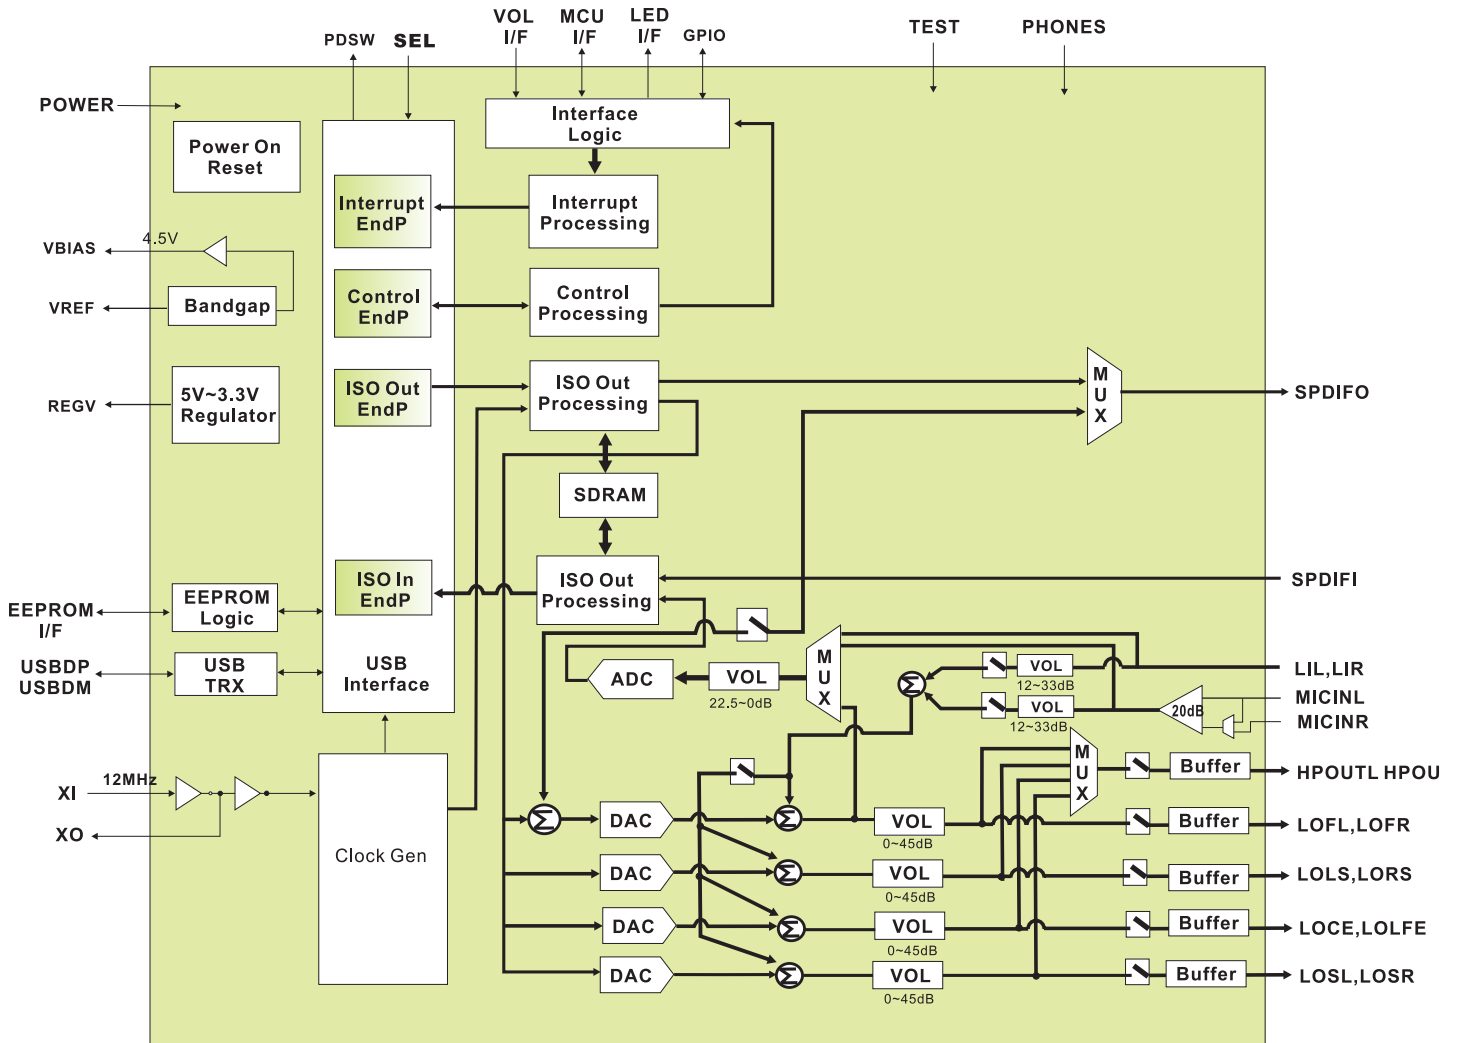 VOL
I/F
MCU
I/F
LED
I/F
GPIO
PDSW
SEL
TEST
PHONES
POWER
Power On
Reset
Interface
Logic
Interrupt
EndP
Interrupt
Processing
VBIAS
4.5V
VREF
Bandgap
Control
EndP
Control
Processing
REGV
5V~3.3V
Regulator
ISO Out
EndP
ISO Out
Processing
M
U
X
SPDIFO
SDRAM
EEPROM
I/F
EEPROM
Logic
ISO In
EndP
ISO Out
Processing
SPDIFI
USBDP
USBDM
USB
TRX
USB
Interface
ADC
VOL
22.5~0dB
M
U
X
Σ
VOL
12~33dB
VOL
12~33dB
20dB
LIL,LIR
MICINL
MICINR
XI
12MHz
XO
Clock Gen
M
U
X
Buffer
HPOUTL HPOU
Σ
DAC
Σ
VOL
0~45dB
Buffer
LOFL,LOFR
DAC
Σ
VOL
0~45dB
Buffer
LOLS,LORS
DAC
Σ
VOL
0~45dB
Buffer
LOCE,LOLFE
DAC
Σ
VOL
0~45dB
Buffer
LOSL,LOSR